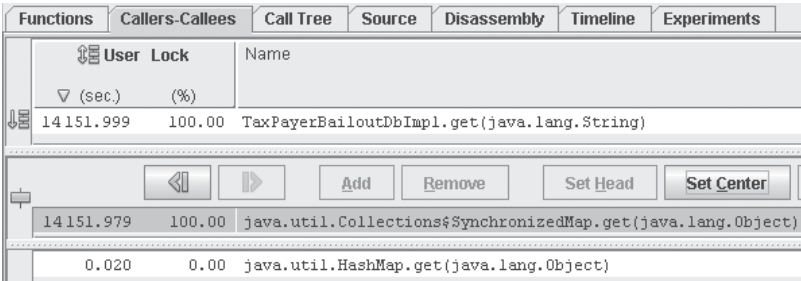 Functions Callers-Callees Call Tree Source Disassembly Timeline Experiments
User Lock Name
(sec.) (%)
14151.999 100.00 TaxPayerBailoutDbImpl.get(java.lang.String)
Add Remove Set Head Set Center
14151.979 100.00 java.util.Collections$SynchronizedMap.get(java.lang.Object)
0.020 0.00 java.util.HashMap.get(java.lang.Object)